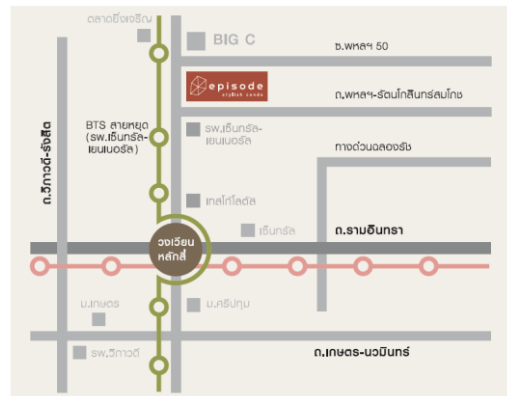 ตลาดยิ่งเจริญ
BIG C
ซ.พหลฯ 50
episode
stylish condo
ถ.พหลฯ-รัตนโกสินทร์สมโภช
ถ.วิภาวดี-รังสิต
BTS สายหยุด
(รพ.เซ็นทรัล-
เยนเนอรัล)
รพ.เซ็นทรัล-
เยนเนอรัล
ทางด่วนฉลองรัช
เทสโก้โลตัส
เซ็นทรัล
ถ.รามอินทรา
วงเวียน
หลักสี่
ม.เกษตร
ม.ศรีปทุม
รพ.วิภาวดี
ถ.เกษตร-นวมินทร์